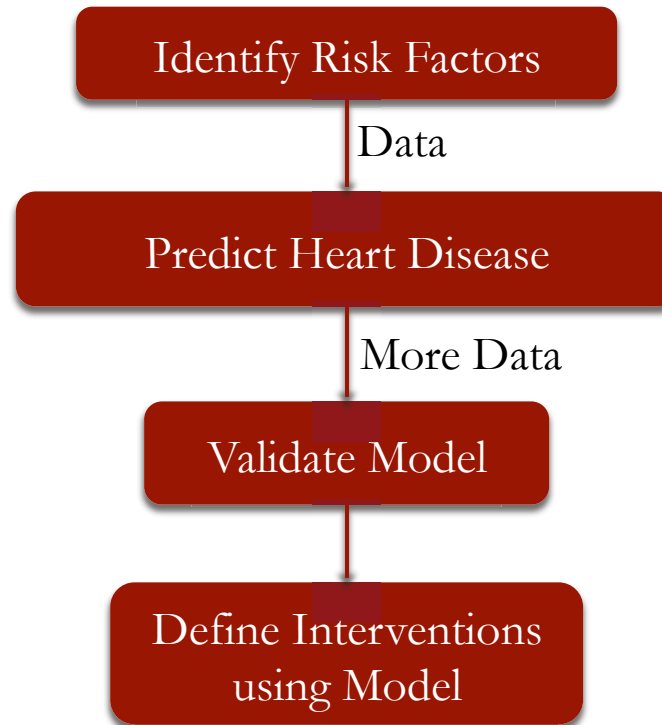 Identify Risk Factors
Data
Predict Heart Disease
More Data
Validate Model
Define Interventions
using Model